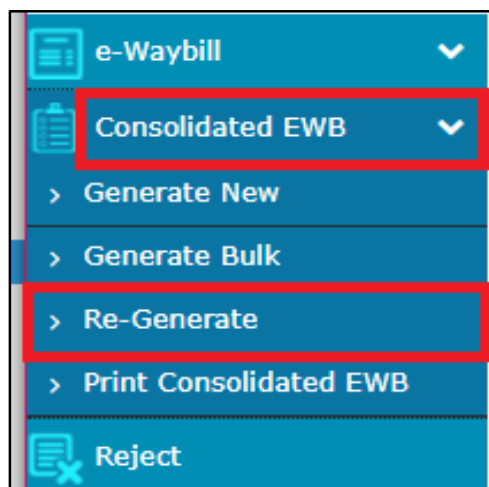 e-Waybill
Consolidated EWB
Generate New
Generate Bulk
Re-Generate
Print Consolidated EWB
Reject